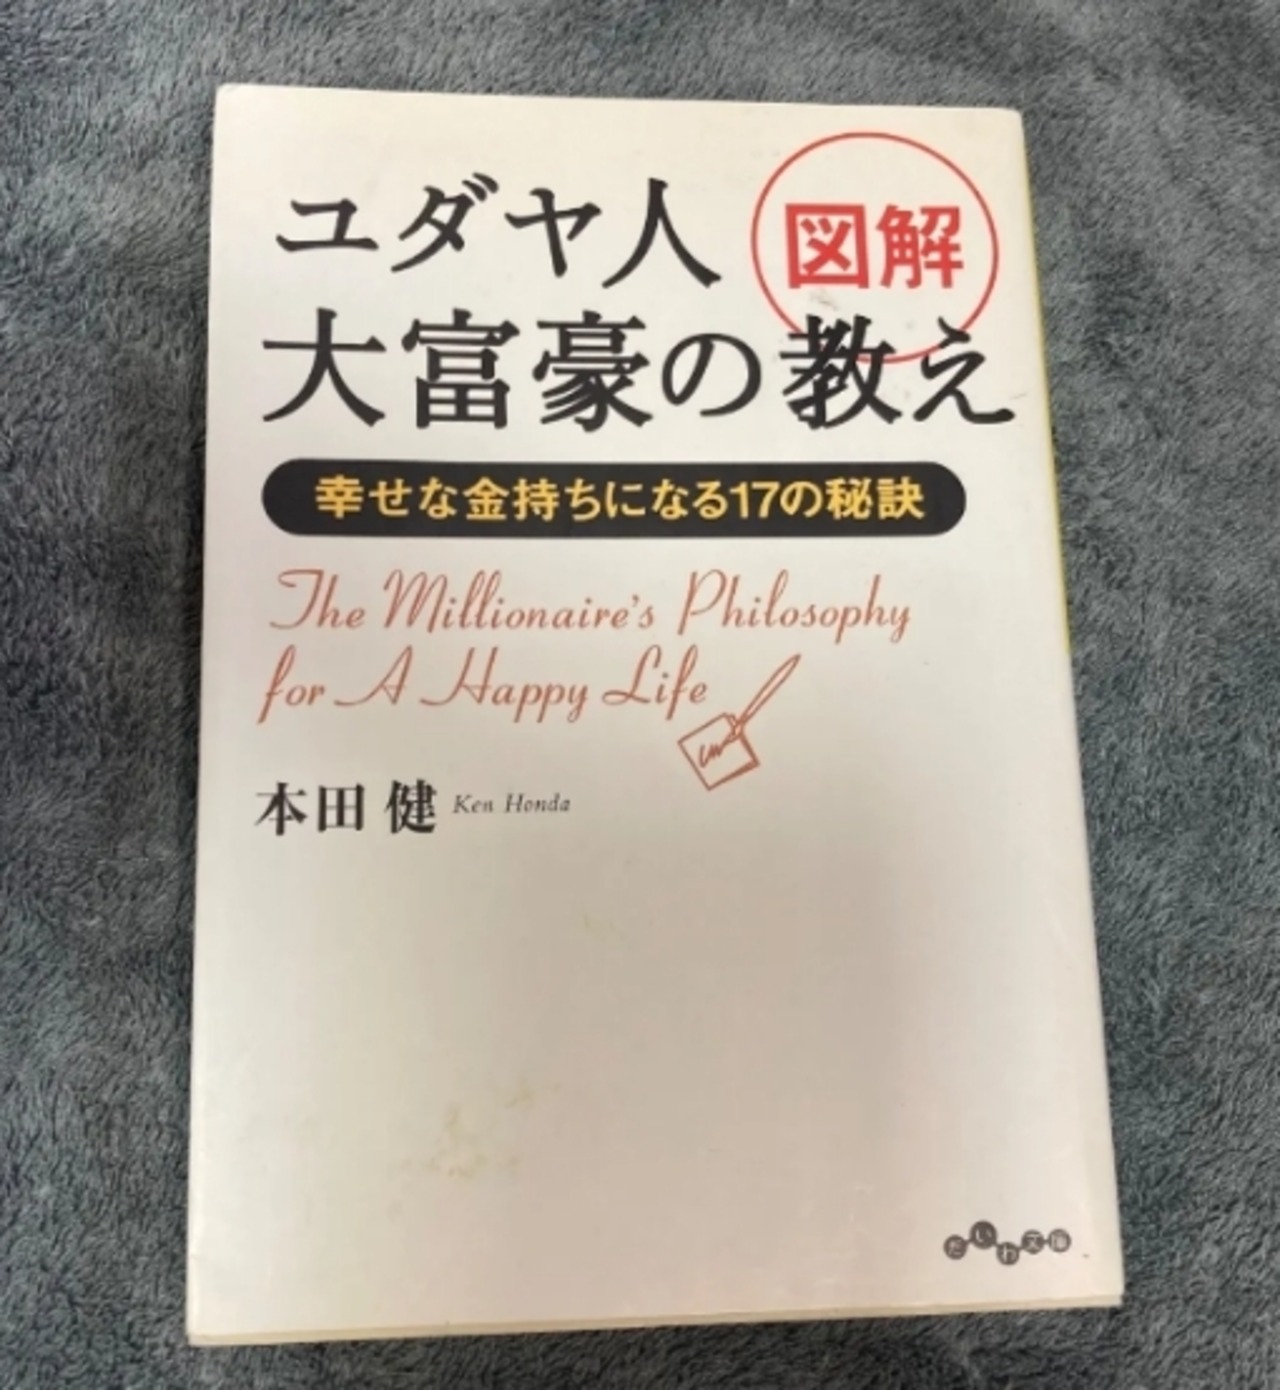 ユダヤ人
図解
大富豪の教え
幸せな金持ちになる17の秘訣
The Millionaire's Philosophy
for A Happy Life
本田 健 Ken Honda
だいわ文庫